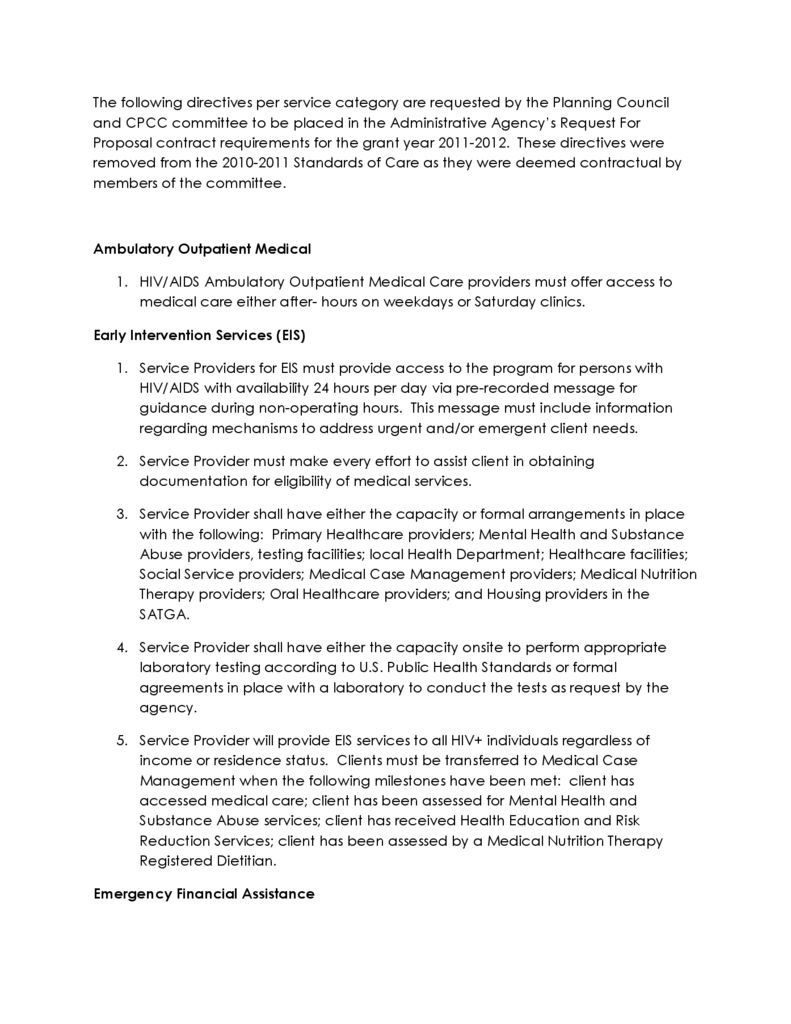 The following directives per service category are requested by the Planning Council
and CPCC committee to be placed in the Administrative Agency's Request For
Proposal contract requirements for the grant year 2011-2012.  These directives were
removed from the 2010-2011 Standards of Care as they were deemed contractual by
members of the committee.
Ambulatory Outpatient Medical
1. HIV/AIDS Ambulatory Outpatient Medical Care providers must offer access to
medical care either after- hours on weekdays or Saturday clinics.
Early Intervention Services (EIS)
1. Service Providers for EIS must provide access to the program for persons with
HIV/AIDS with availability 24 hours per day via pre-recorded message for
guidance during non-operating hours.  This message must include information
regarding mechanisms to address urgent and/or emergent client needs.
2. Service Provider must make every effort to assist client in obtaining
documentation for eligibility of medical services.
3. Service Provider shall have either the capacity or formal arrangements in place
with the following:  Primary Healthcare providers; Mental Health and Substance
Abuse providers, testing facilities; local Health Department; Healthcare facilities;
Social Service providers; Medical Case Management providers; Medical Nutrition
Therapy providers; Oral Healthcare providers; and Housing providers in the
SATGA.
4. Service Provider shall have either the capacity onsite to perform appropriate
laboratory testing according to U.S. Public Health Standards or formal
agreements in place with a laboratory to conduct the tests as request by the
agency.
5. Service Provider will provide EIS services to all HIV+ individuals regardless of
income or residence status.  Clients must be transferred to Medical Case
Management when the following milestones have been met:  client has
accessed medical care; client has been assessed for Mental Health and
Substance Abuse services; client has received Health Education and Risk
Reduction Services; client has been assessed by a Medical Nutrition Therapy
Registered Dietitian.
Emergency Financial Assistance